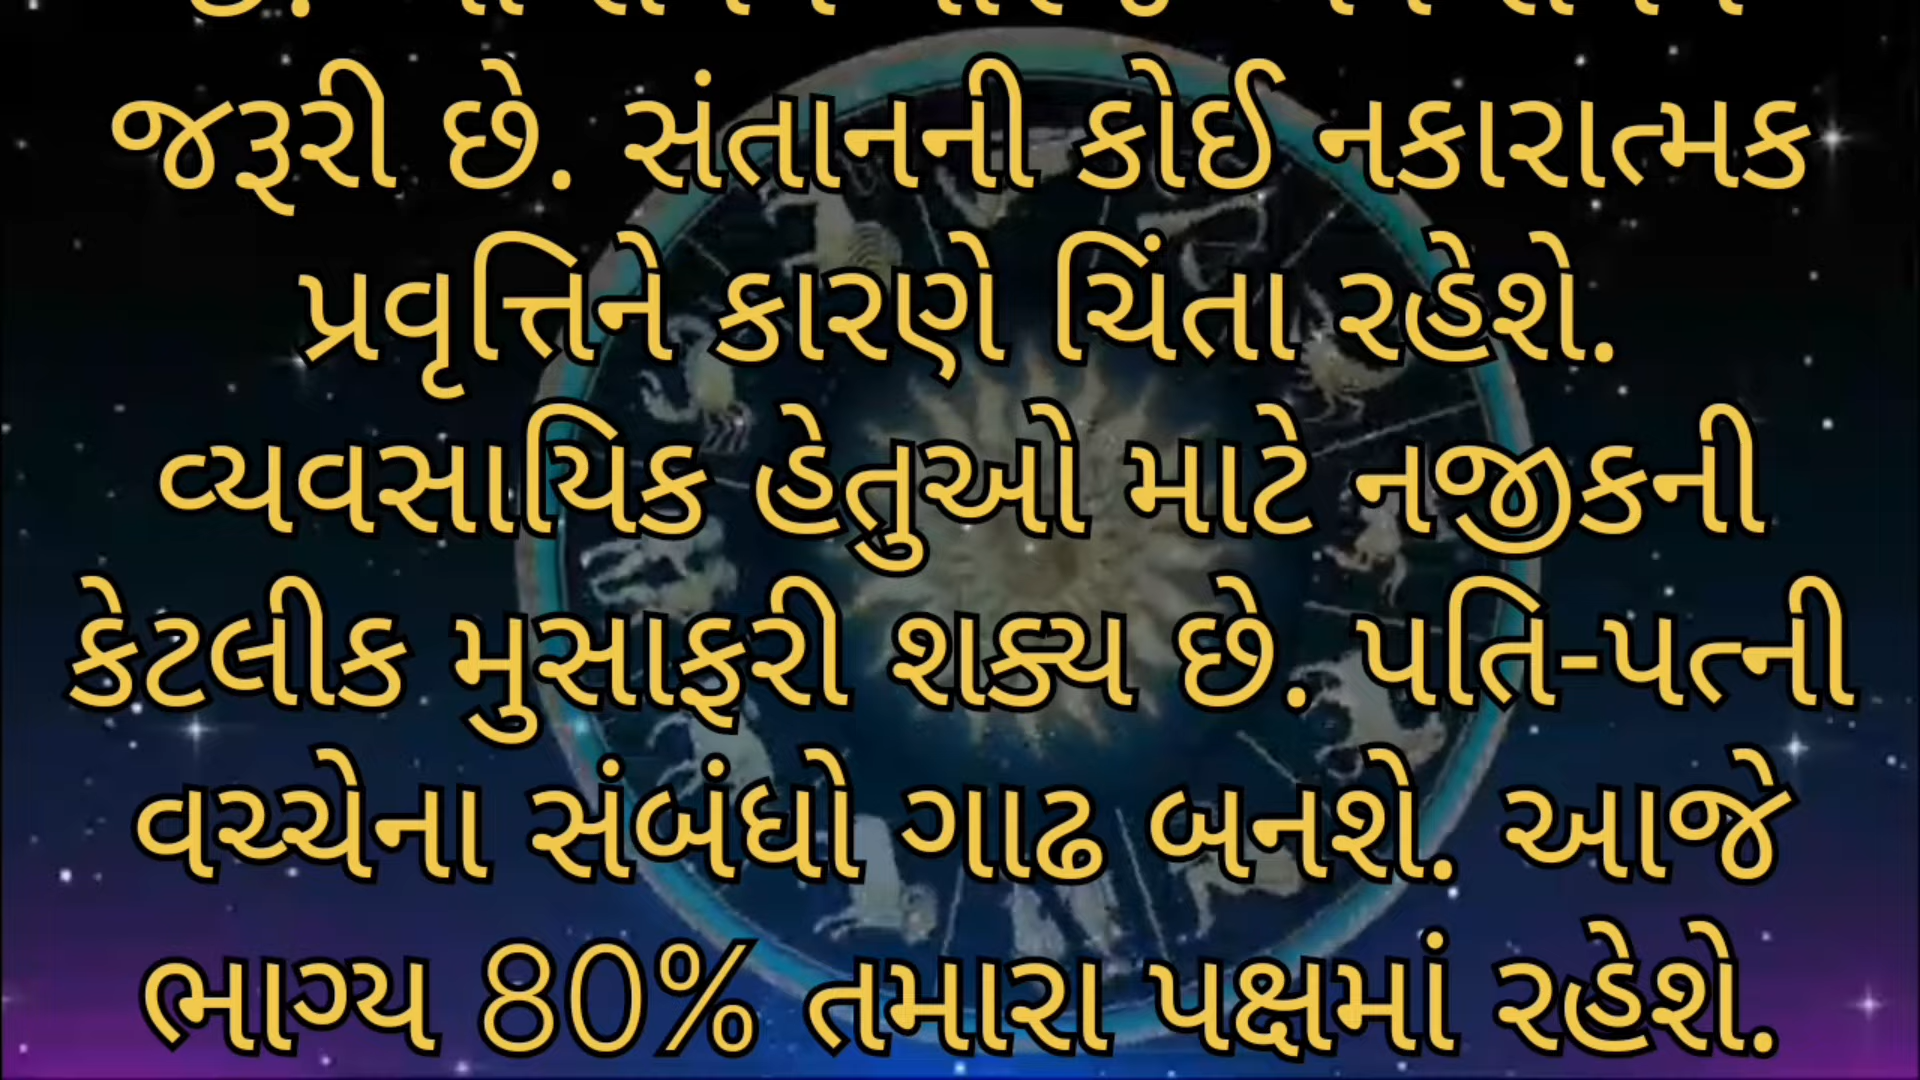 જરૂરી છે. સંતાનની કોઈ નકારાત્મક
પ્રવૃત્તિને કારણે ચિંતા રહેશે.
વ્યવસાયિક હેતુઓ માટે નજીકની
કેટલીક મુસાફરી શક્ય છે. પતિ-પત્ની
વચ્ચેના સંબંધો ગાઢ બનશે. આજે
ભાગ્ય 80% તમારા પક્ષમાં રહેશે.